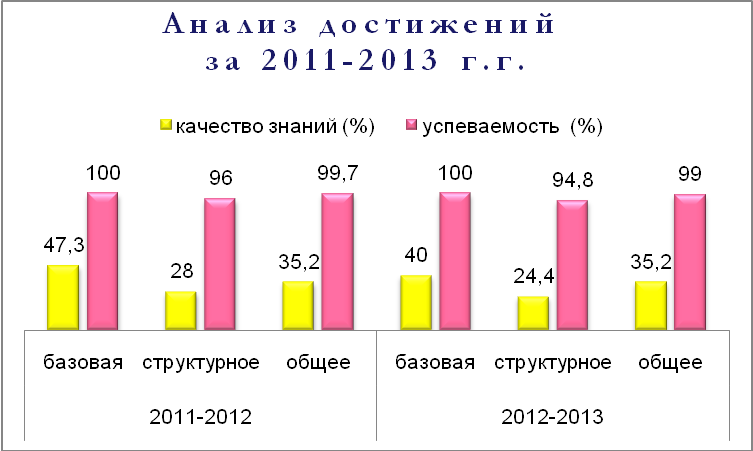 Анализ достижений
за 2011-2013 г.г.
качество знаний (%) успеваемость (%)
47,3 100 28 96 35,2 99,7 40 100 24,4 94,8 35,2 99
базовая структурное общее базовая структурное общее
2011-2012 2012-2013